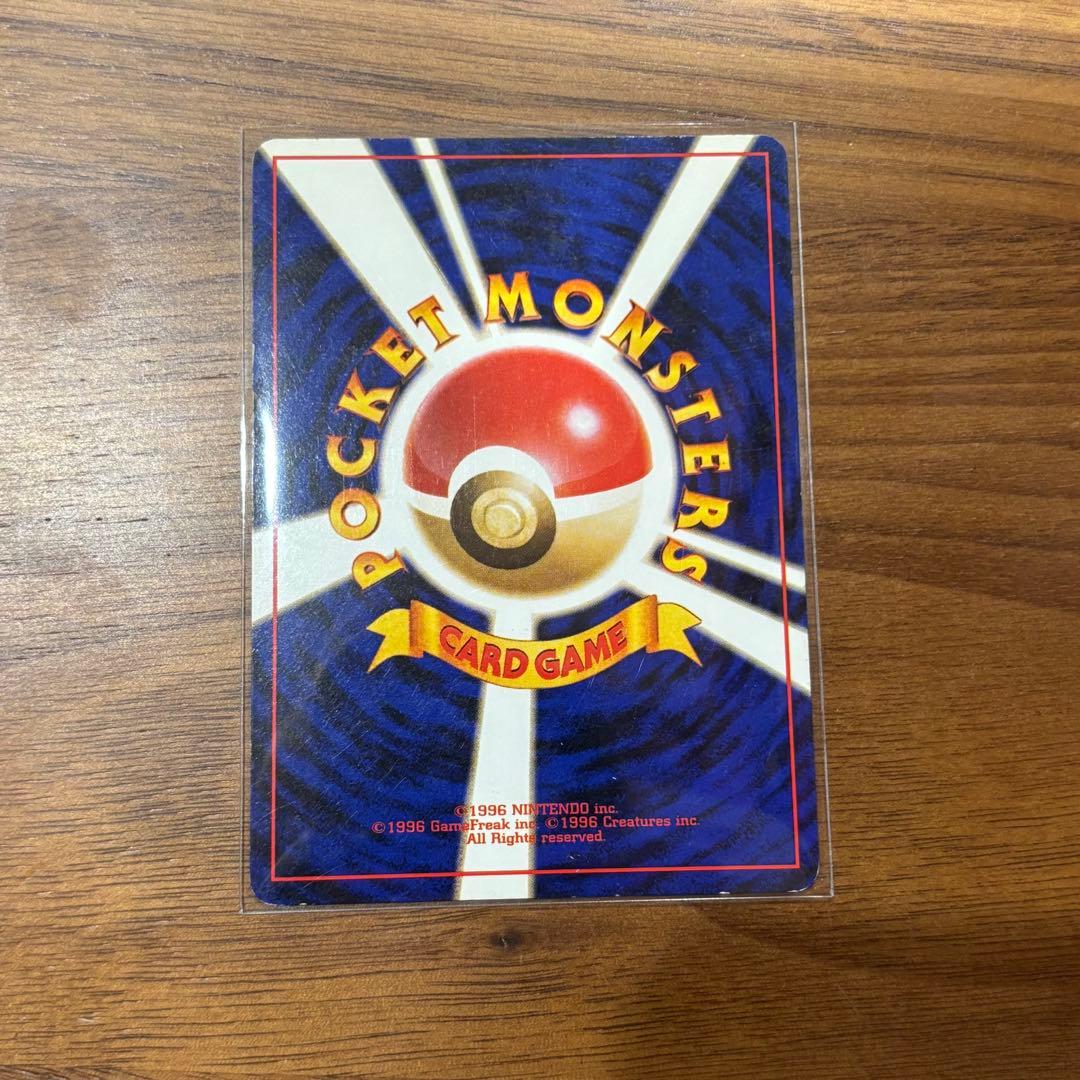 POCKET MONSTERS
CARD GAME
©1996 NINTENDO inc.
©1996 GameFreak inc. ©1996 Creatures inc.
All Rights reserved.